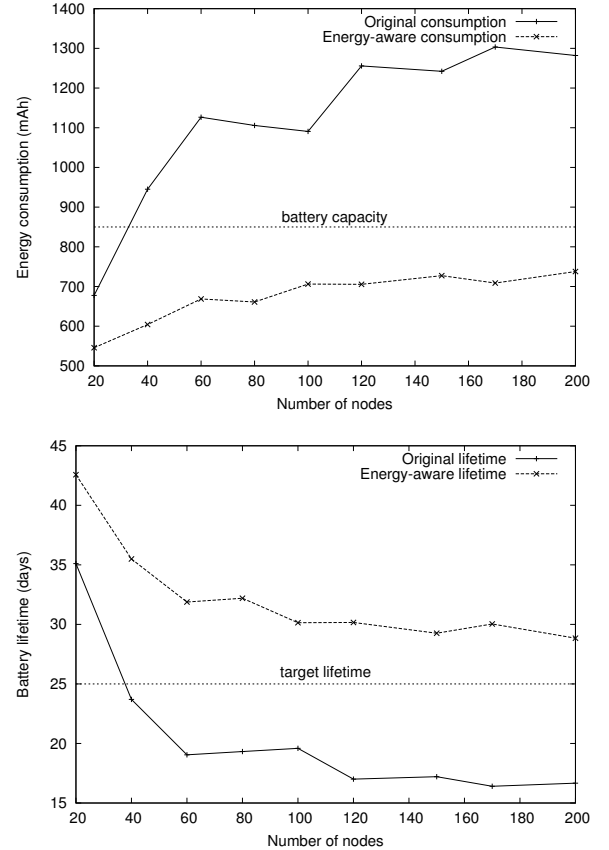 1400
1300
1200
1100
1000
900
800
700
600
500
Energy consumption (mAh)
Original consumption
Energy-aware consumption
battery capacity
20 40 60 80 100 120 140 160 180 200
Number of nodes
45
40
35
30
25
20
15
Battery lifetime (days)
Original lifetime
Energy-aware lifetime
target lifetime
20 40 60 80 100 120 140 160 180 200
Number of nodes